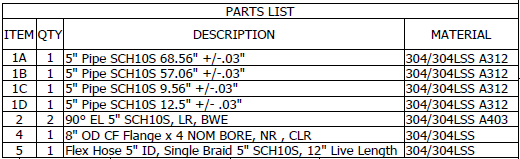 PARTS LIST
ITEM QTY DESCRIPTION MATERIAL
1A 1 5" Pipe SCH10S 68.56" +/-.03" 304/304LSS A312
1B 1 5" Pipe SCH10S 57.06" +/-.03" 304/304LSS A312
1C 1 5" Pipe SCH10S 9.56" +/-.03" 304/304LSS A312
1D 1 5" Pipe SCH10S 12.5" +/- .03" 304/304LSS A312
2 2 90º EL 5" SCH10S, LR, BWE 304/304LSS A403
4 1 8" OD CF Flange x 4 NOM BORE, NR , CLR 304/304LSS
5 1 Flex Hose 5" ID, Single Braid 5" SCH10S, 12" Live Length 304/304LSS